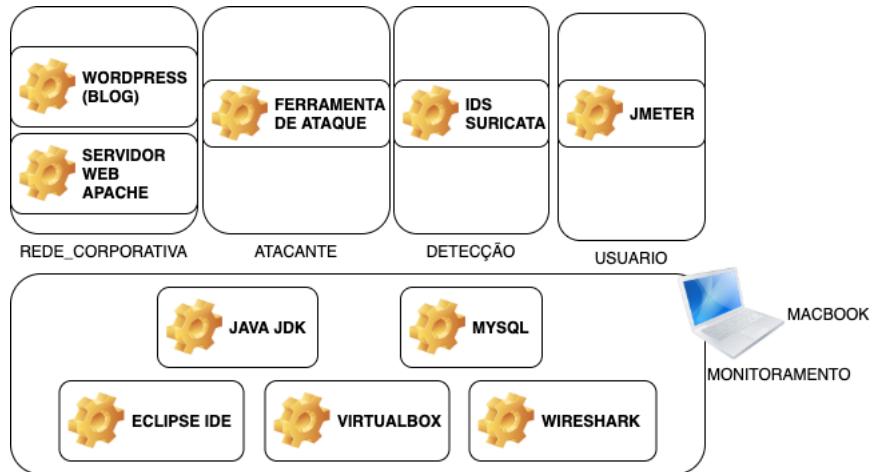 WORDPRESS
(BLOG)
SERVIDOR
WEB
APACHE
FERRAMENTA
DE ATAQUE
IDS
SURICATA
JMETER
REDE_CORPORATIVA
ATACANTE
DETECÇÃO
USUARIO
JAVA JDK
MYSQL
MACBOOK
MONITORAMENTO
ECLIPSE IDE
VIRTUALBOX
WIRESHARK